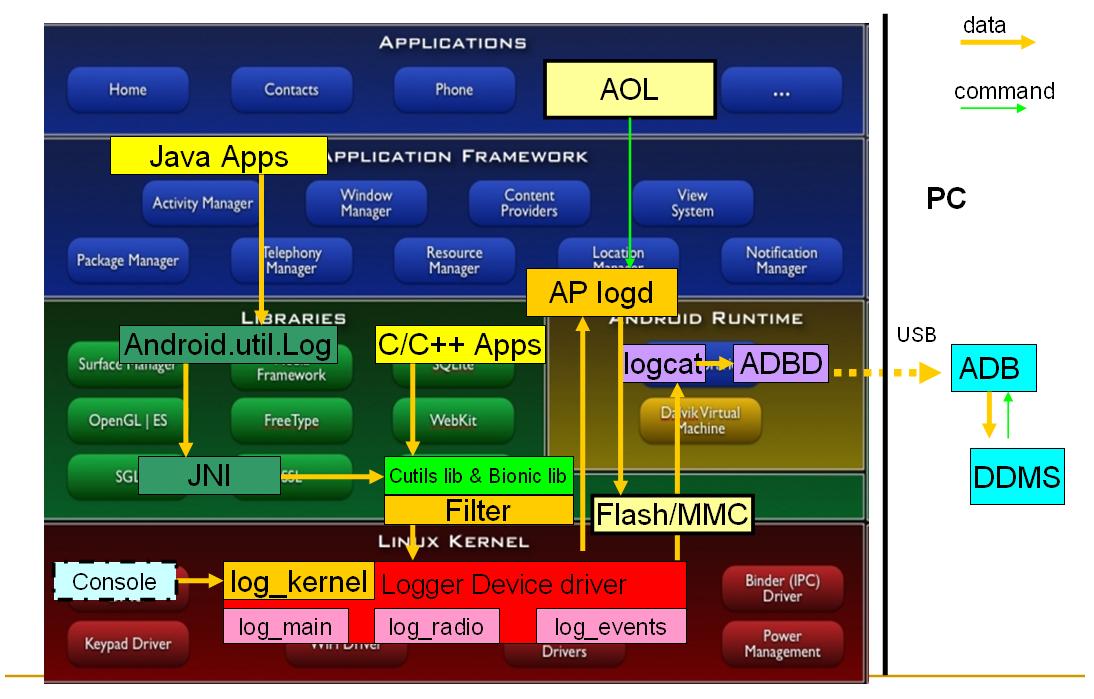 APPLICATIONS
data
Home
Contacts
Phone
AOL
...
command
Java Apps
APPLICATION FRAMEWORK
Activity Manager
Window
Manager
Content
Providers
View
System
PC
Package Manager
Telephony
Manager
Resource
Manager
Location
Manager
Notification
Manager
AP logd
LIBRARIES
ANDROID RUNTIME
USB
Android.util.Log
C/C++ Apps
logcat
ADBD
ADB
Surface Manager
Framework
SQLite
OpenGL | ES
FreeType
WebKit
Dalvik Virtual
Machine
SGL
JNI
SSL
Cutils lib & Bionic lib
DDMS
Filter
Flash/MMC
LINUX KERNEL
Console
log_kernel
Logger Device driver
Binder (IPC)
Driver
log_main
log_radio
log_events
Keypad Driver
WiFi Driver
Drivers
Power
Management